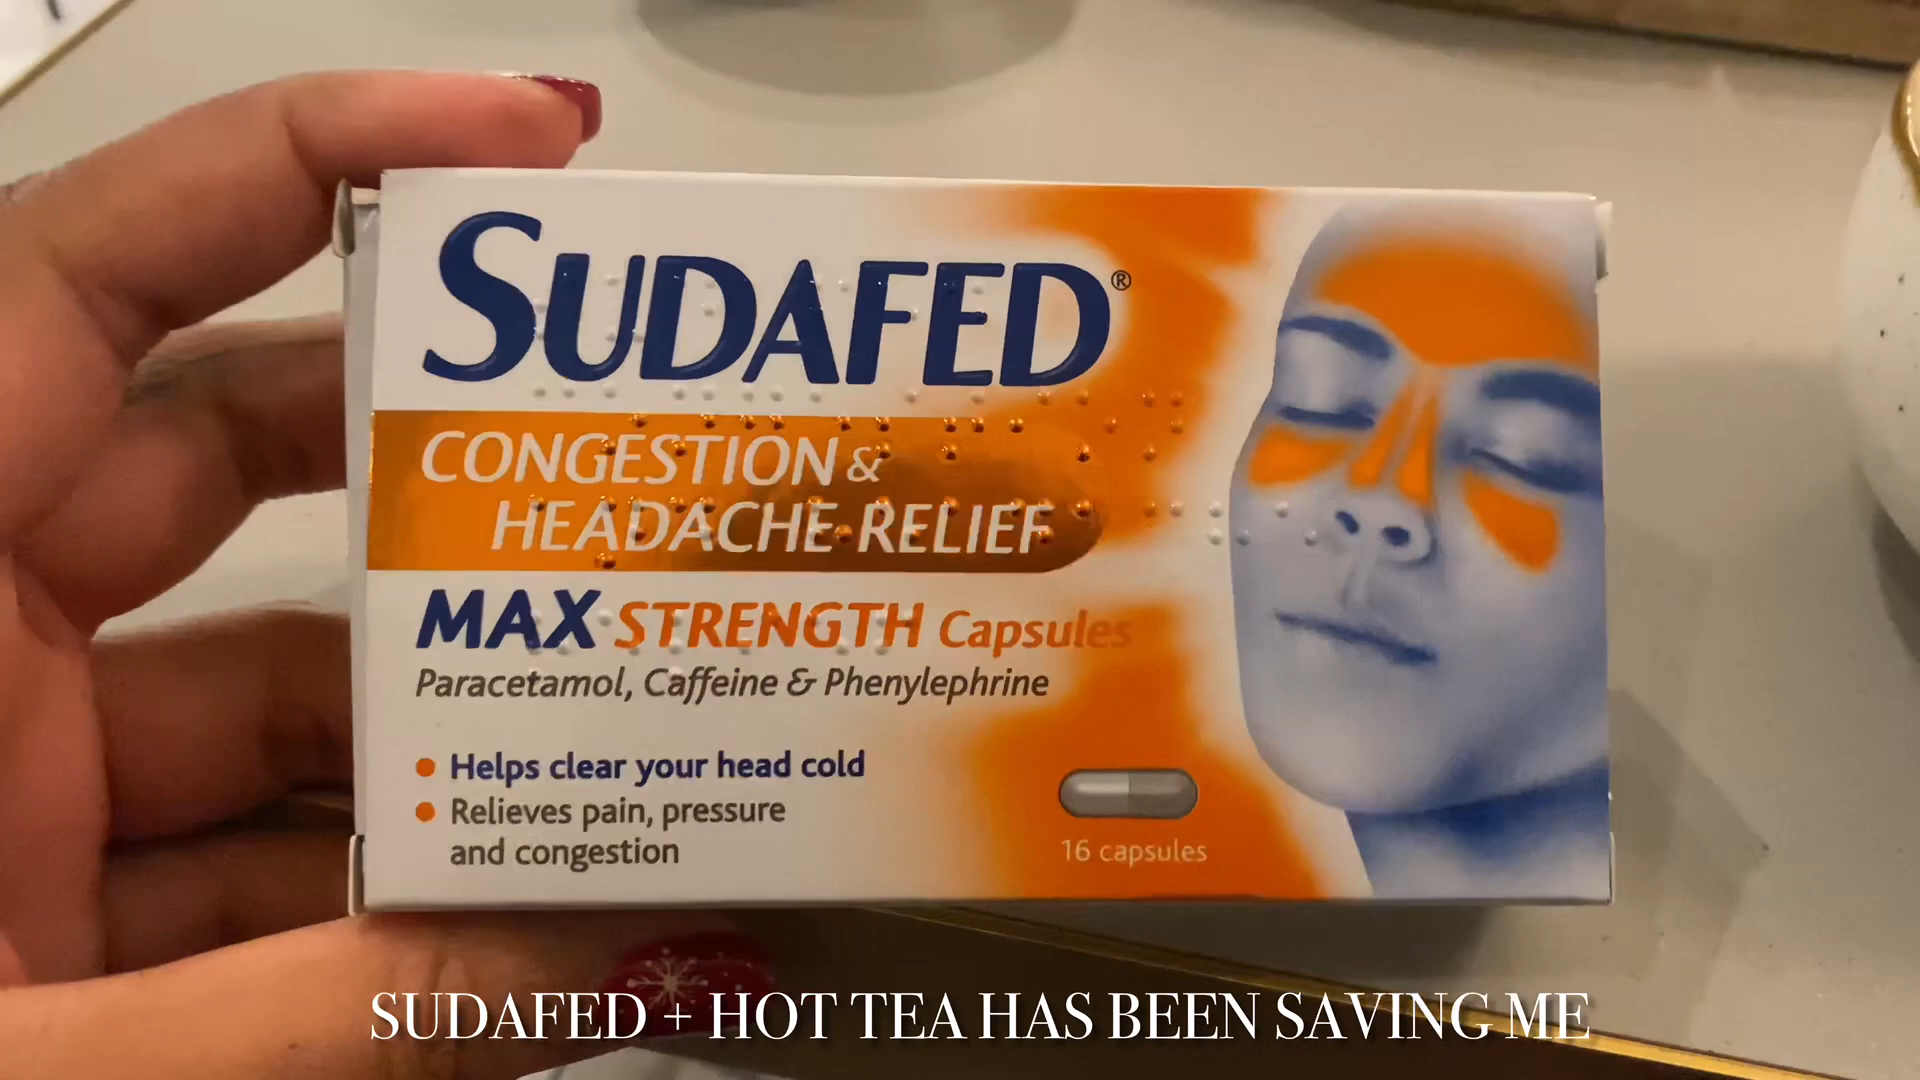 SUDAFED®
CONGESTION &
HEADACHE RELIEF
MAX STRENGTH Capsules
Paracetamol, Caffeine & Phenylephrine
Helps clear your head cold
Relieves pain, pressure
and congestion
16 capsules
SUDAFED + HOT TEA HAS BEEN SAVING ME